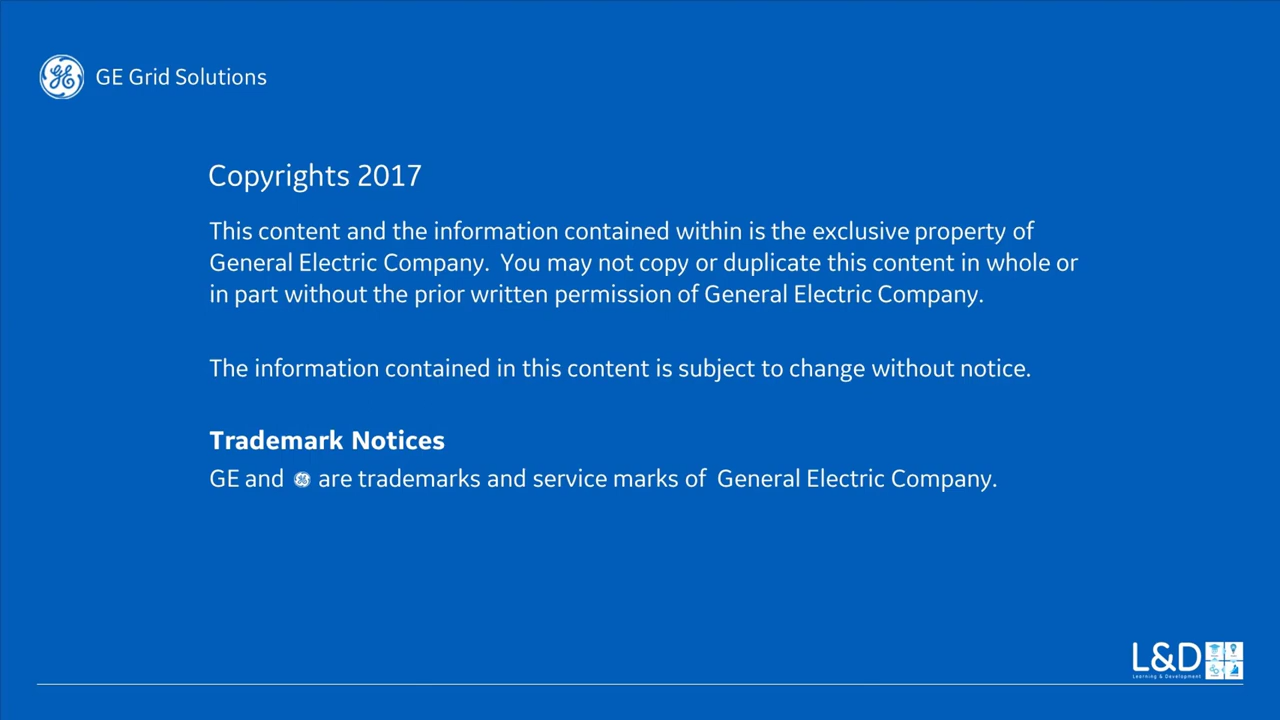 GE Grid Solutions
Copyrights 2017
This content and the information contained within is the exclusive property of
General Electric Company.  You may not copy or duplicate this content in whole or
in part without the prior written permission of General Electric Company.
The information contained in this content is subject to change without notice.
Trademark Notices
GE and GE are trademarks and service marks of  General Electric Company.
L&D
Learning & Development